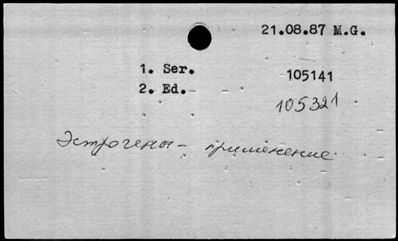 21.08.87 M.G.
1. Ser. 105141
2. Ed. 105321
Эстрогены - применение